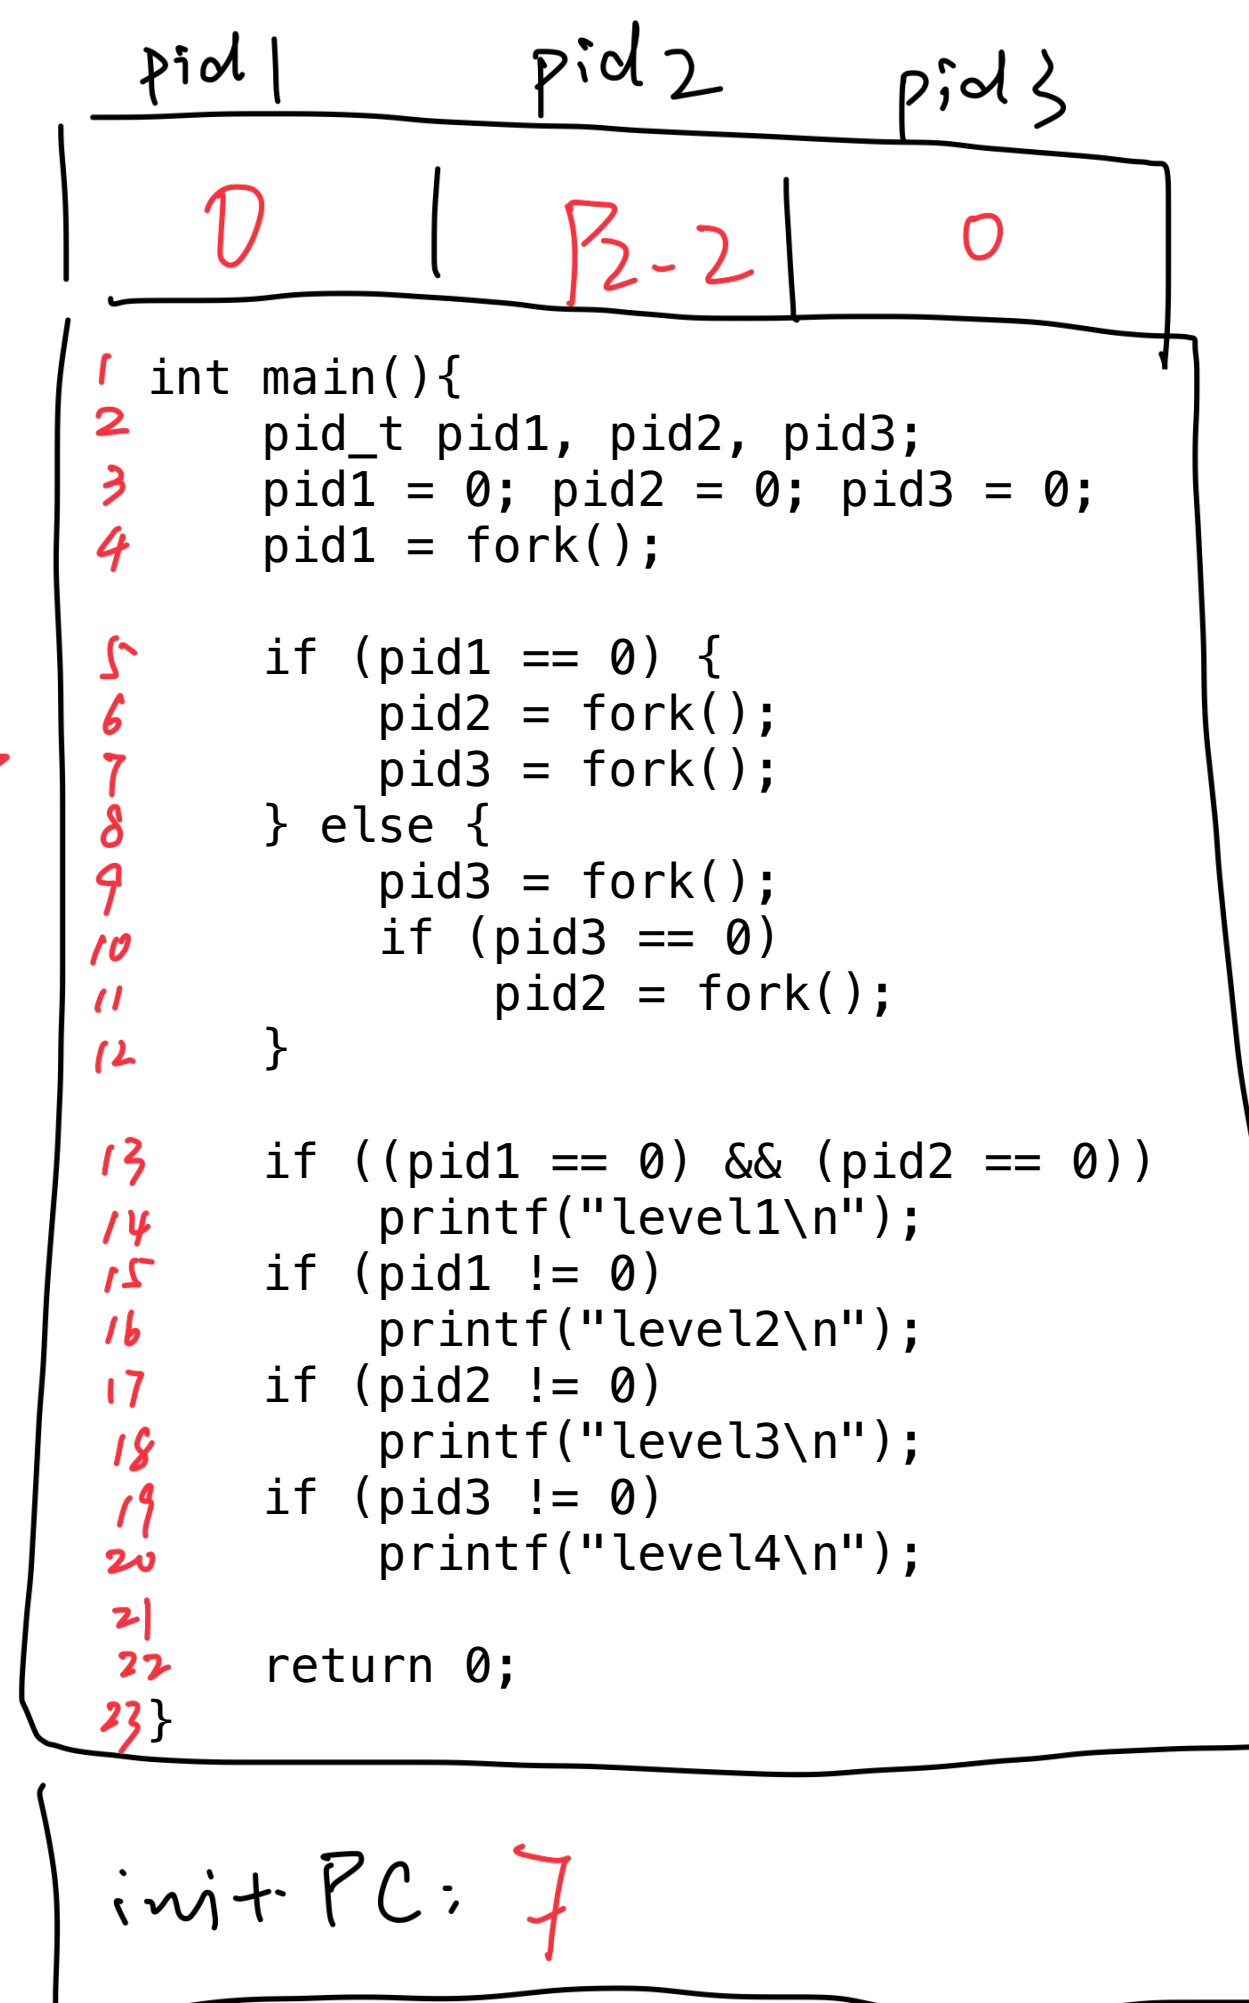 pid1 pid2 pid3
0 P2-2 0
1 int main(){
2 pid_t pid1, pid2, pid3;
3 pid1 = 0; pid2 = 0; pid3 = 0;
4 pid1 = fork();
5 if (pid1 == 0) {
6 pid2 = fork();
7 pid3 = fork();
8 } else {
9 pid3 = fork();
10 if (pid3 == 0)
11 pid2 = fork();
12 }
13 if ((pid1 == 0) && (pid2 == 0))
14 printf("level1\n");
15 if (pid1 != 0)
16 printf("level2\n");
17 if (pid2 != 0)
18 printf("level3\n");
19 if (pid3 != 0)
20 printf("level4\n");
21
22 return 0;
23 }
init PC: 7